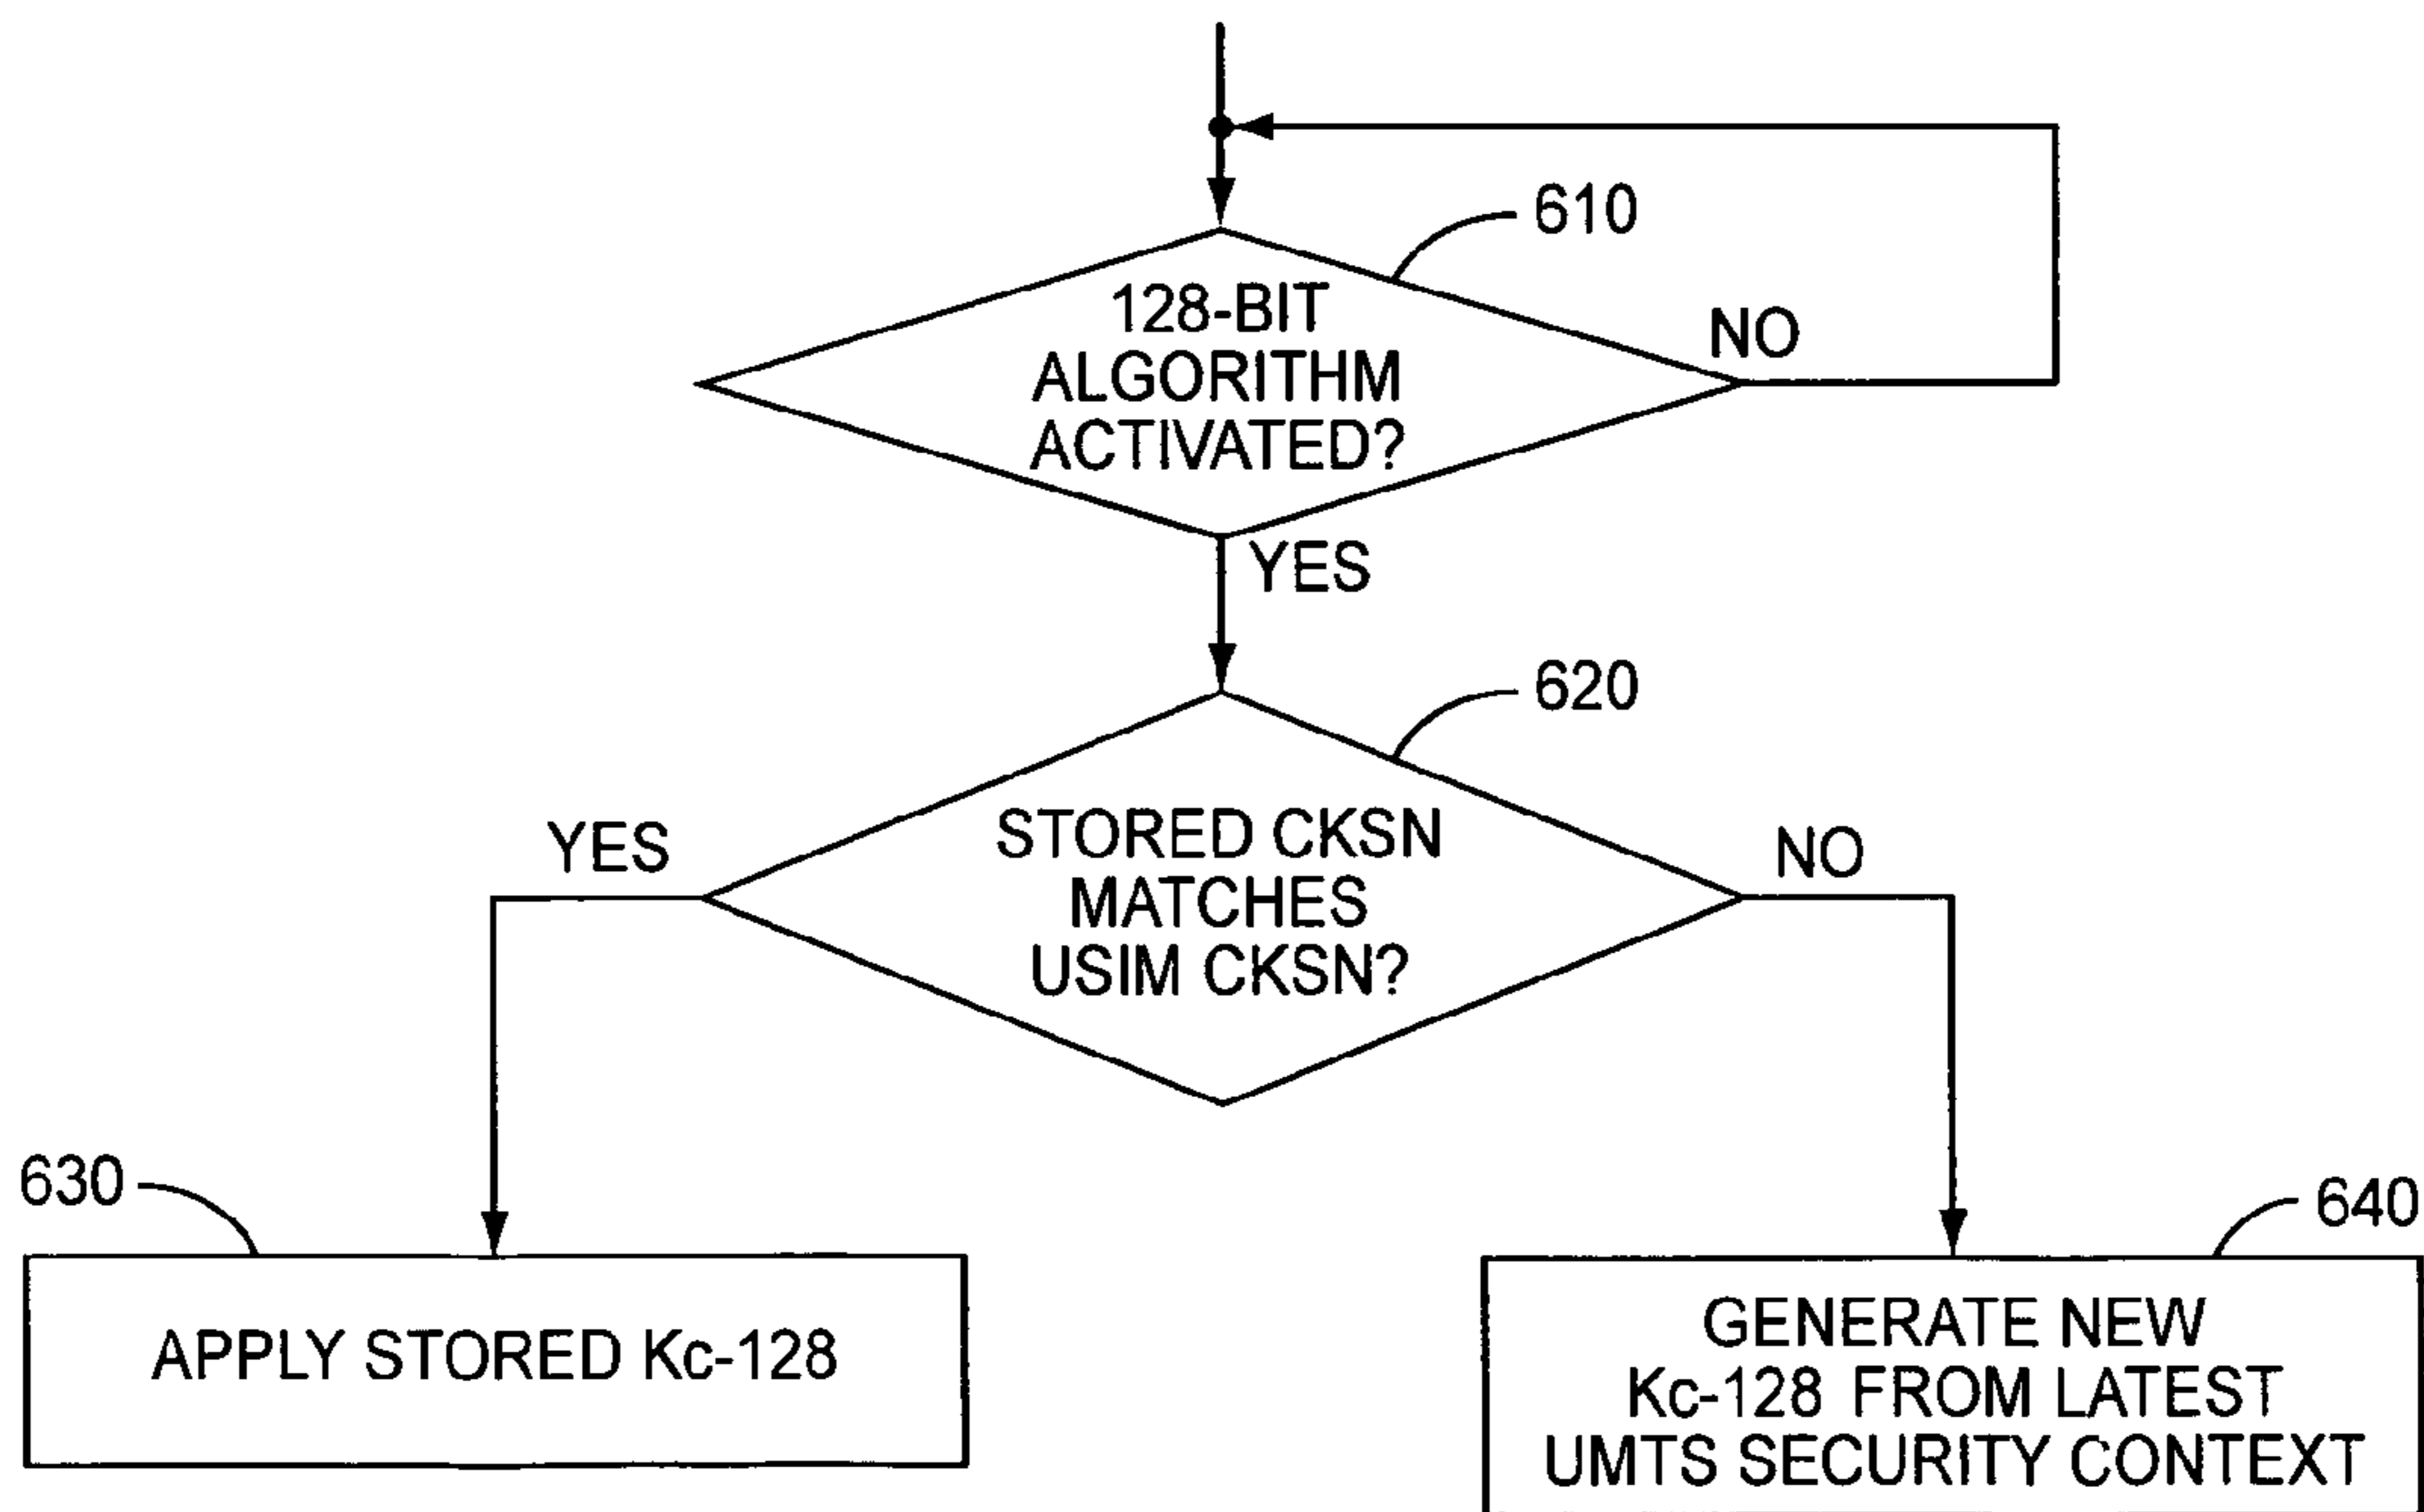 610
128-BIT
ALGORITHM
ACTIVATED?
NO
YES
620
STORED CKSN
MATCHES
USIM CKSN?
YES
NO
630
640
APPLY STORED Kc-128
GENERATE NEW
Kc-128 FROM LATEST
UMTS SECURITY CONTEXT